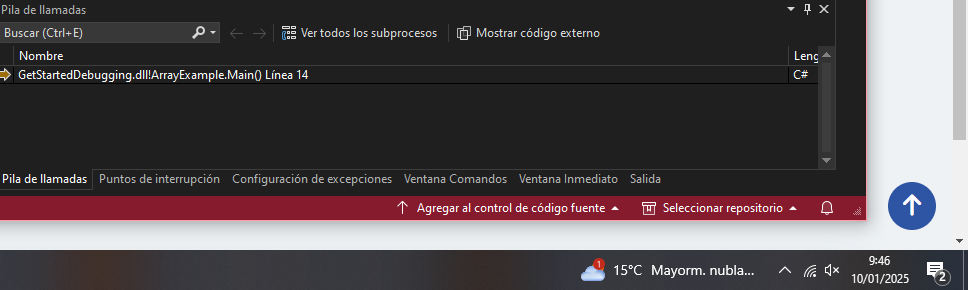 Pila de llamadas
Buscar (Ctrl+E)
Ver todos los subprocesos
Mostrar código externo
Nombre
Leng
GetStartedDebugging.dll!ArrayExample.Main() Línea 14
C#
Pila de llamadas
Puntos de interrupción
Configuración de excepciones
Ventana Comandos
Ventana Inmediato
Salida
Agregar al control de código fuente
Seleccionar repositorio
1
15°C Mayorm. nubla...
9:46
10/01/2025
2